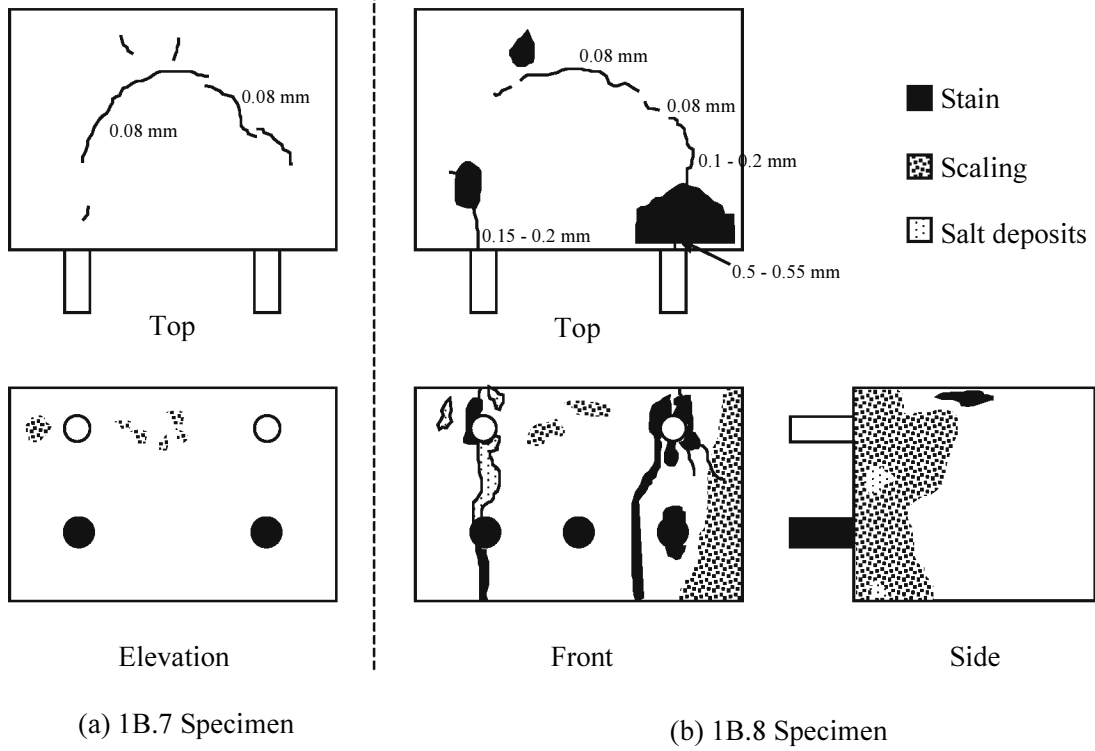 0.08 mm
0.08 mm
Top
0.08 mm
0.08 mm
0.1 - 0.2 mm
0.15 - 0.2 mm
0.5 - 0.55 mm
Top
Stain
Scaling
Salt deposits
Elevation
Front
Side
(a) 1B.7 Specimen
(b) 1B.8 Specimen